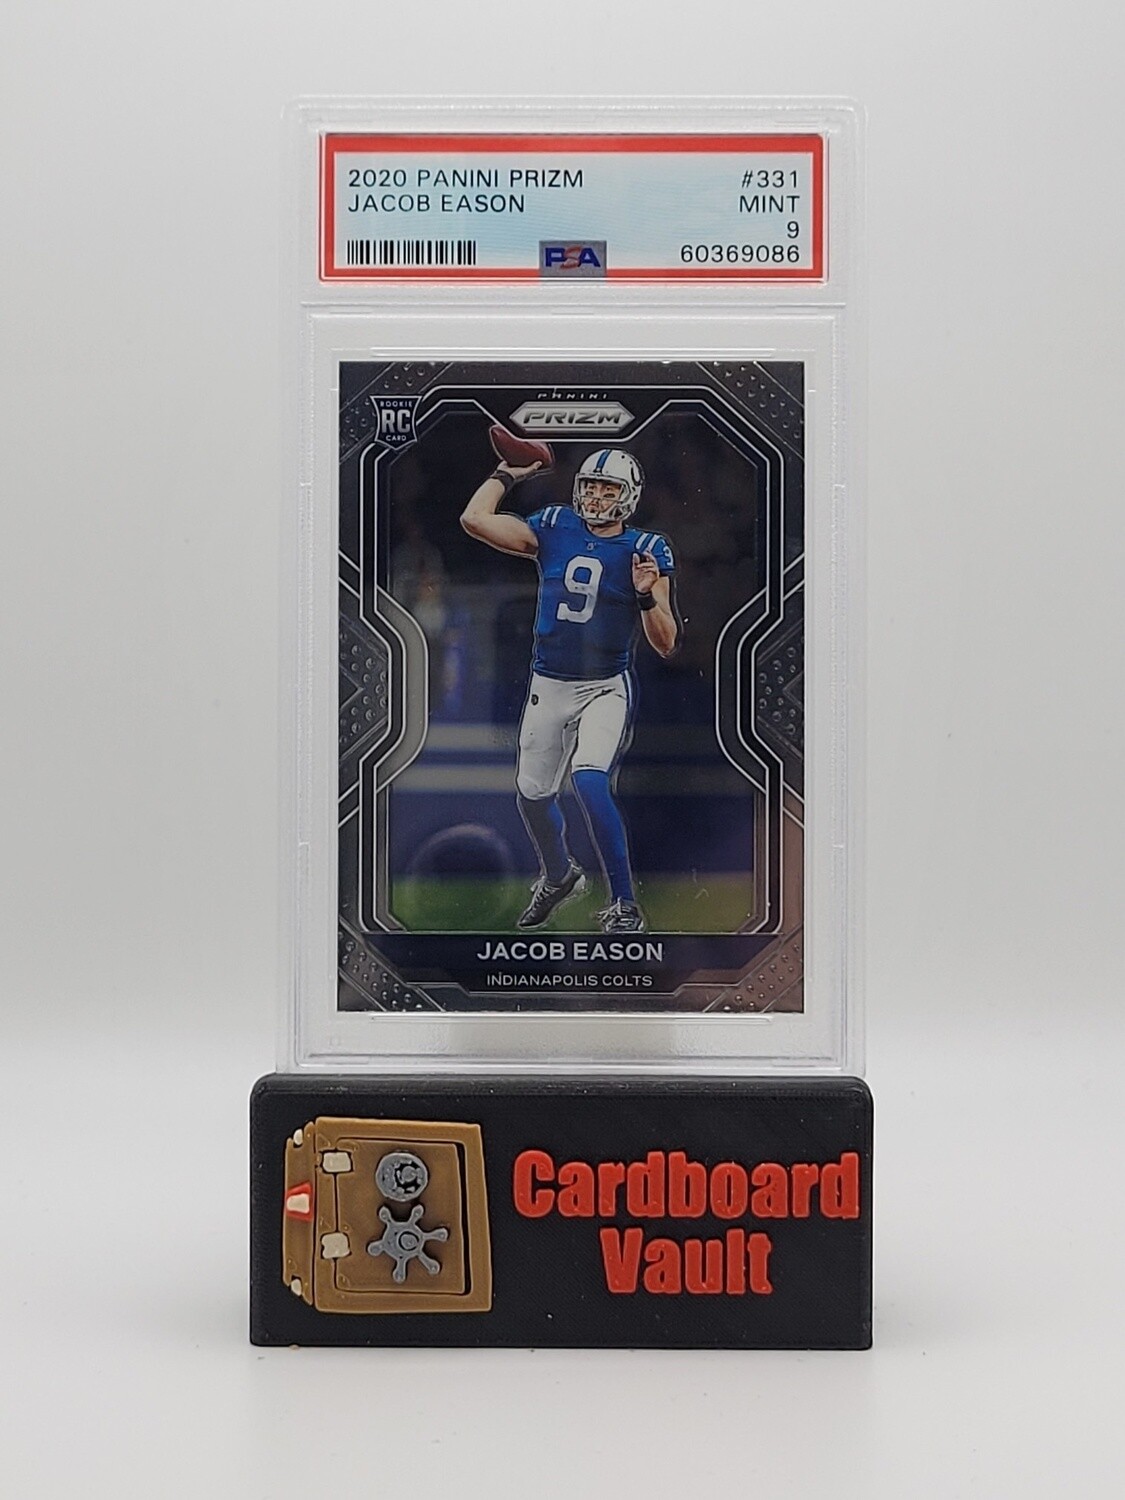 2020 PANINI PRIZM #331
JACOB EASON MINT
9
PSA 60369086
PANINI
PRIZM
ROOKIE
RC
CARD
9
JACOB EASON
INDIANAPOLIS COLTS
Cardboard
Vault